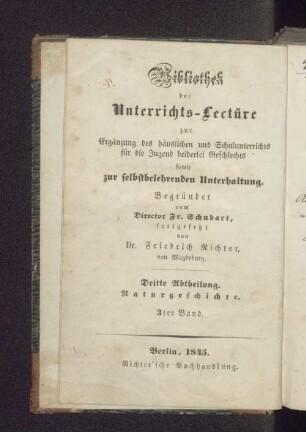 Bibliothek
der
Unterrichts-Lectüre
zur
Ergänzung des häuslichen und Schulunterrichts
für die Jugend beiderlei Geschlechts
sowie
zur selbstbelehrenden Unterhaltung.
Begründet
vom
Director Fr. Schubart,
fortgesetzt
von
Dr. Friedrich Richter,
von Magdeburg.
Dritte Abtheilung.
Naturgeschichte.
3ter Band.
Berlin, 1845.
Richter'sche Buchhandlung.